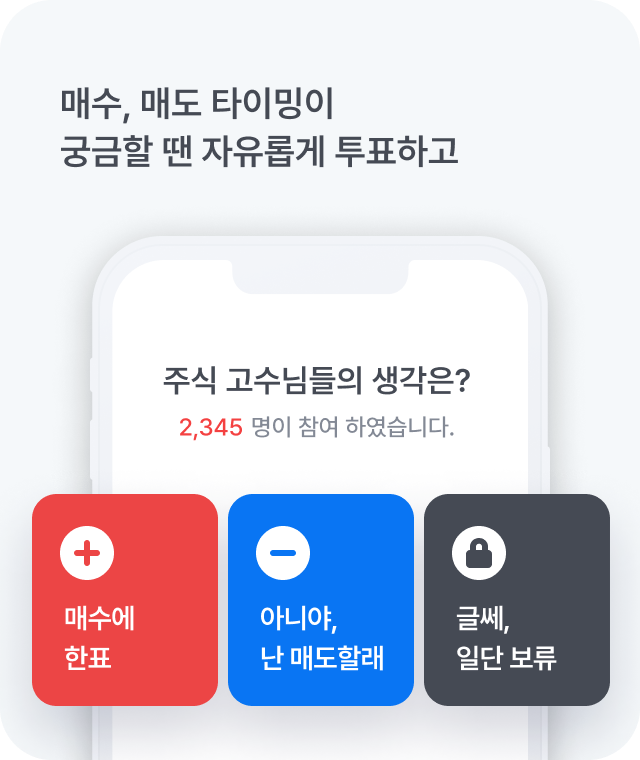 매수, 매도 타이밍이
궁금할 땐 자유롭게 투표하고
주식 고수님들의 생각은?
2,345 명이 참여 하였습니다.
매수에
한표
아니야,
난 매도할래
글쎄,
일단 보류